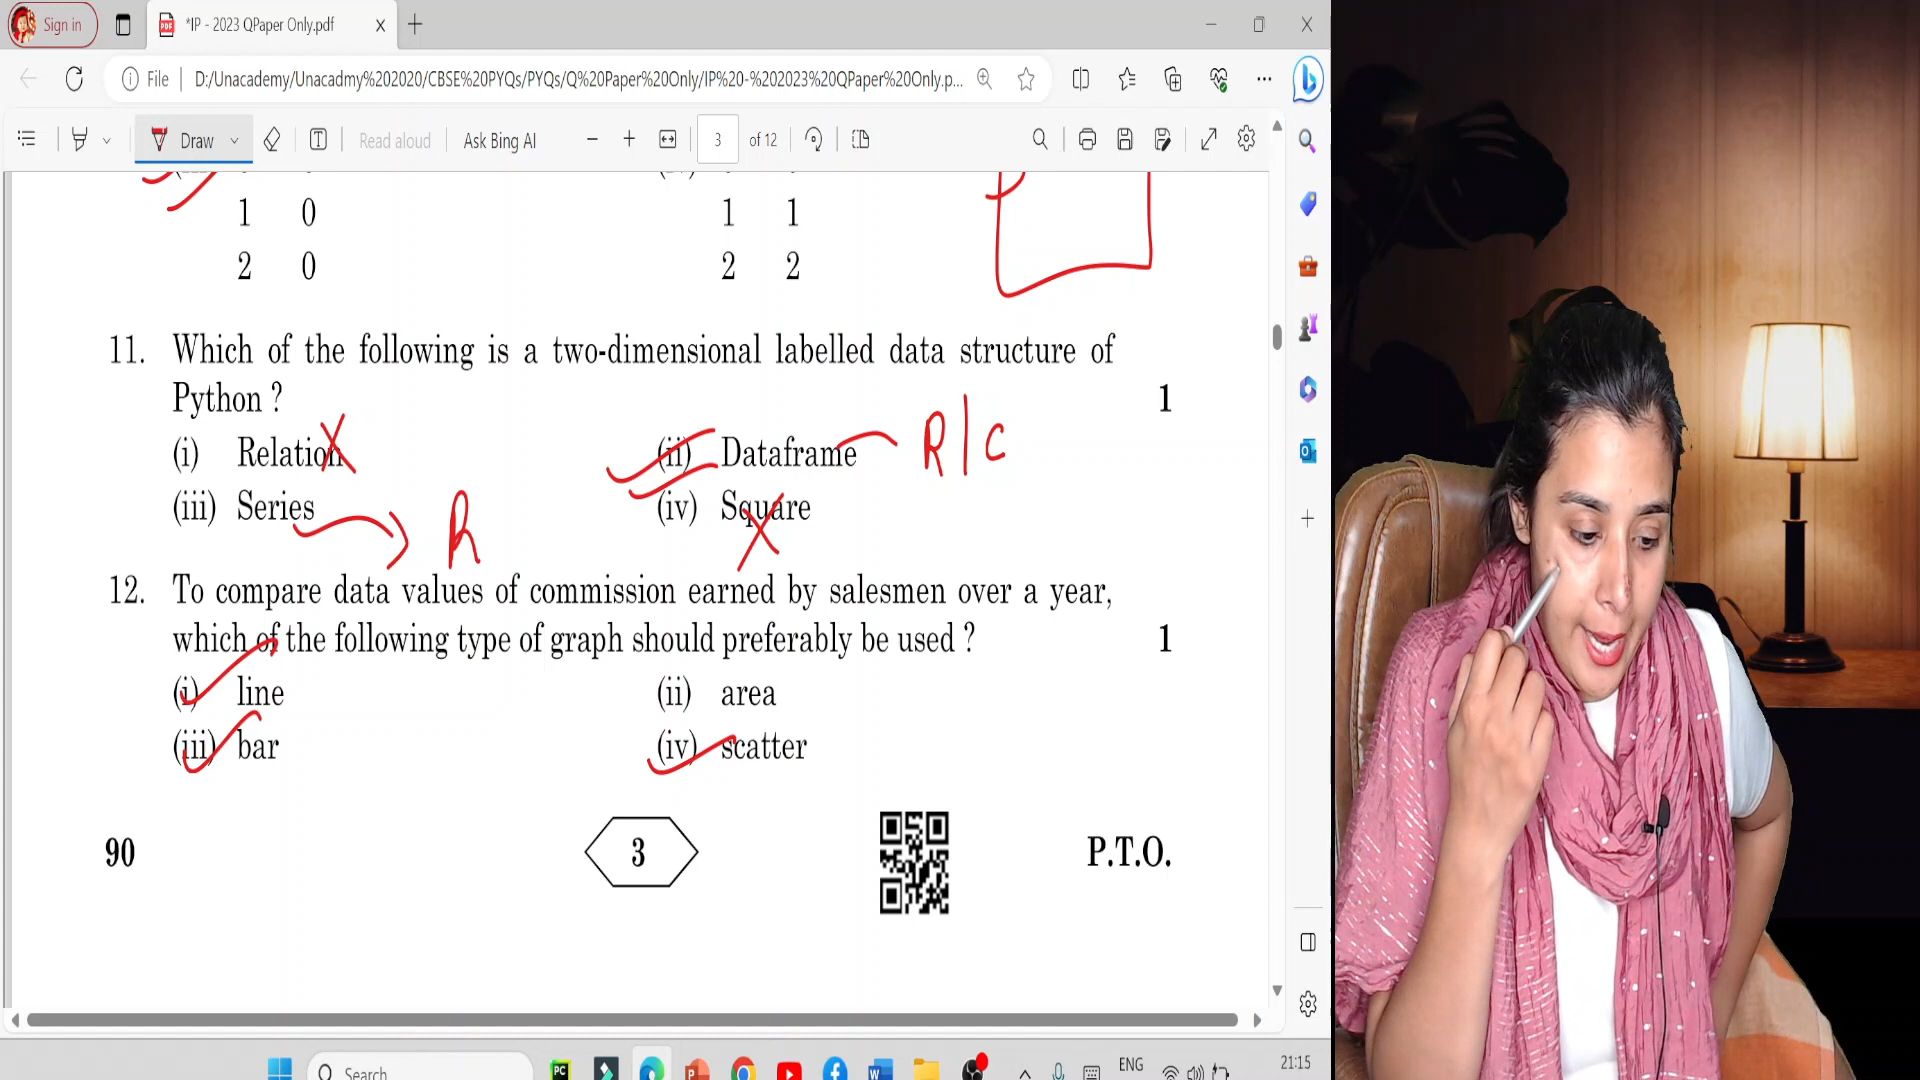 Sign in
*IP - 2023 QPaper Only.pdf
File
D:/Unacademy/Unacadmy%202020/CBSE%20PYQs/PYQs/Q%20Paper%20Only/IP%20-%202023%20QPaper%20Only.p...
Draw
Read aloud
Ask Bing AI
3
of 12
1 0
1 1
2 0
2 2
11. Which of the following is a two-dimensional labelled data structure of
Python ?
1
(i) Relation
(ii) Dataframe
R | C
(iii) Series
R
(iv) Square
12. To compare data values of commission earned by salesmen over a year,
which of the following type of graph should preferably be used ?
1
(i) line
(ii) area
(iii) bar
(iv) scatter
90
3
P.T.O.
Search
PC
ENG
21:15